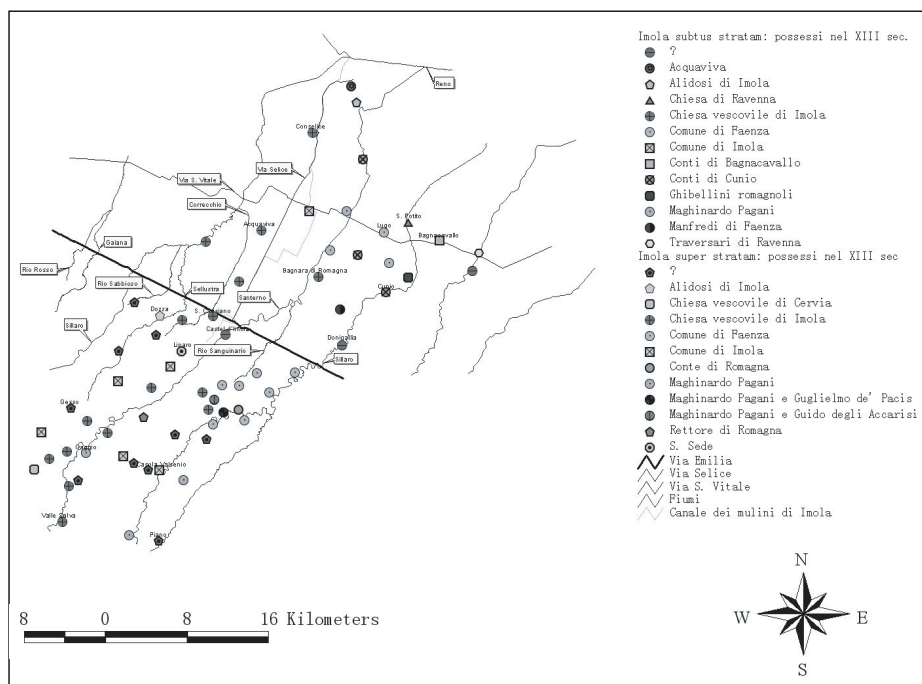 Imola subtus stratam: possessi nel XIII sec.
?
Acquaviva
Alidosi di Imola
Chiesa di Ravenna
Chiesa vescovile di Imola
Comune di Faenza
Comune di Imola
Conti di Bagnacavallo
Conti di Cunio
Ghibellini romagnoli
Maghinardo Pagani
Manfredi di Faenza
Traversari di Ravenna
Imola super stratam: possessi nel XIII sec
?
Alidosi di Imola
Chiesa vescovile di Cervia
Chiesa vescovile di Imola
Comune di Faenza
Comune di Imola
Conte di Romagna
Maghinardo Pagani
Maghinardo Pagani e Guglielmo de' Pacis
Maghinardo Pagani e Guido degli Accarisi
Rettore di Romagna
S. Sede
Via Emilia
Via Selice
Via S. Vitale
Fiumi
Canale dei mulini di Imola
Reno
Conselice
Via Selice
Via S. Vitale
Correcchio
Acquaviva
S. Potito
Lugo
Bagnacavallo
Gaiana
Rio Rosso
Rio Sabbioso
Sellustra
Bagnara di Romagna
Cunio
Santerno
Dozza
S. Cassiano
Sillaro
Linaro
Rio Sanguinario
Donigallia
Sillaro
Gesso
Casola Valsenio
Valle Salva
N
W
E
S
8 0 8 16 Kilometers